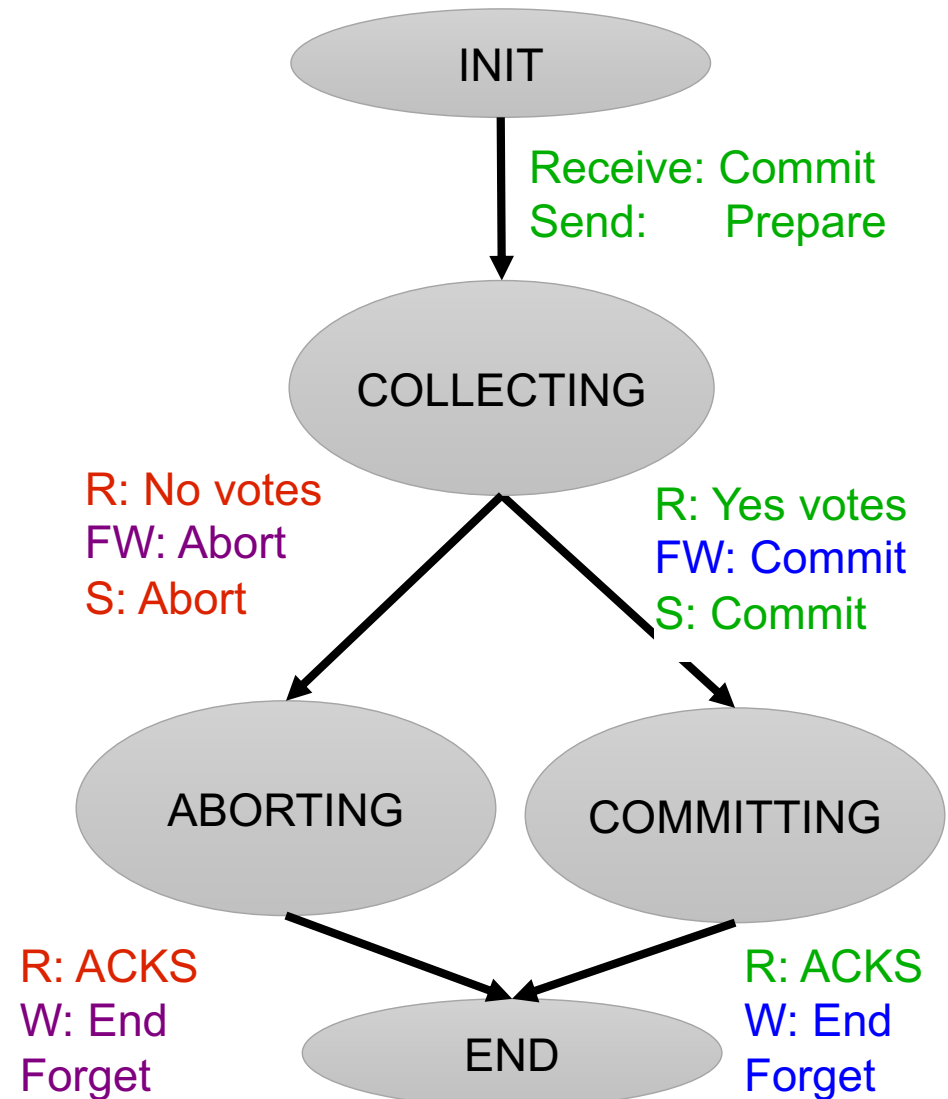 INIT
Receive: Commit
Send: Prepare
COLLECTING
R: No votes
FW: Abort
S: Abort
R: Yes votes
FW: Commit
S: Commit
ABORTING
COMMITTING
R: ACKS
W: End
Forget
R: ACKS
W: End
Forget
END